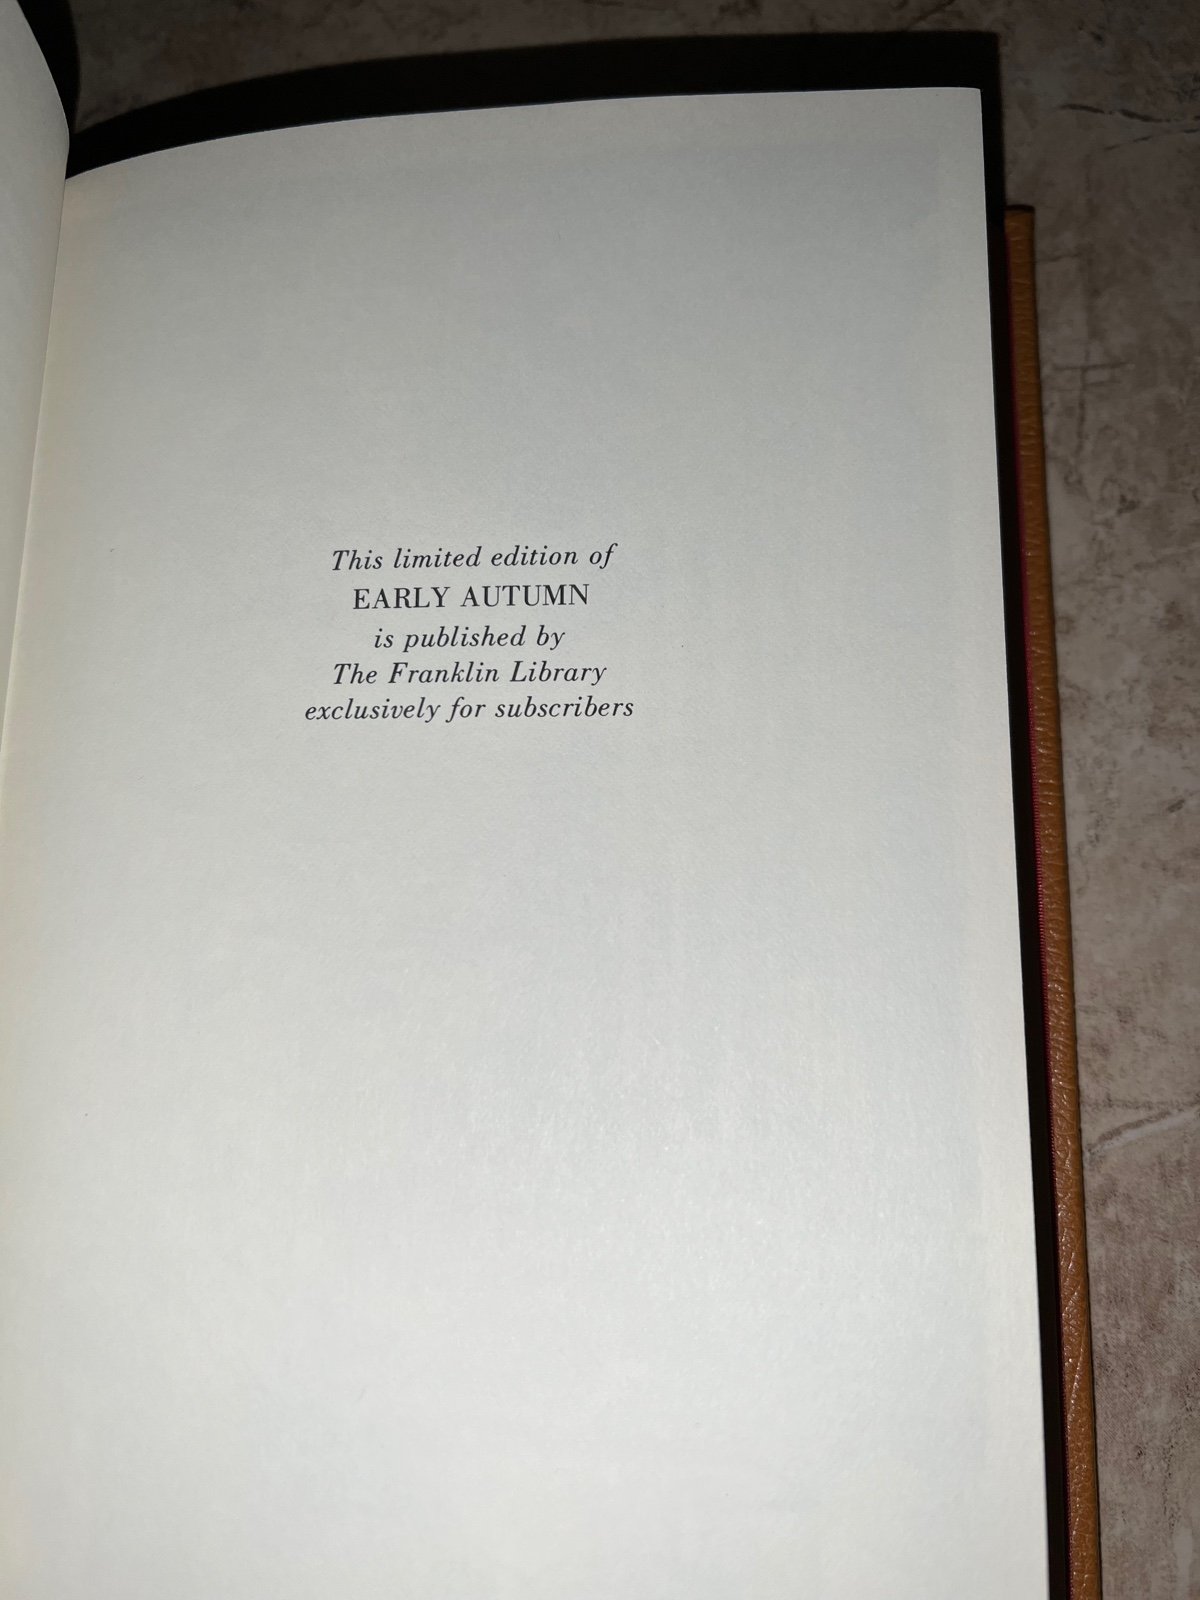 This limited edition of
EARLY AUTUMN
is published by
The Franklin Library
exclusively for subscribers